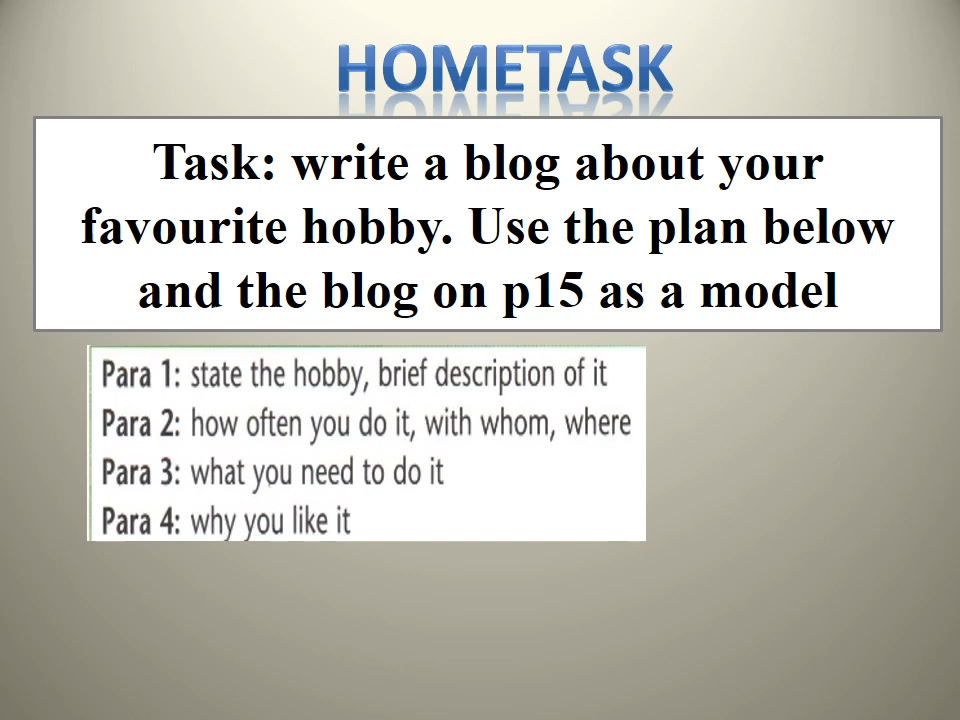 HOMETASK
Task: write a blog about your
favourite hobby. Use the plan below
and the blog on p15 as a model
Para 1: state the hobby, brief description of it
Para 2: how often you do it, with whom, where
Para 3: what you need to do it
Para 4: why you like it